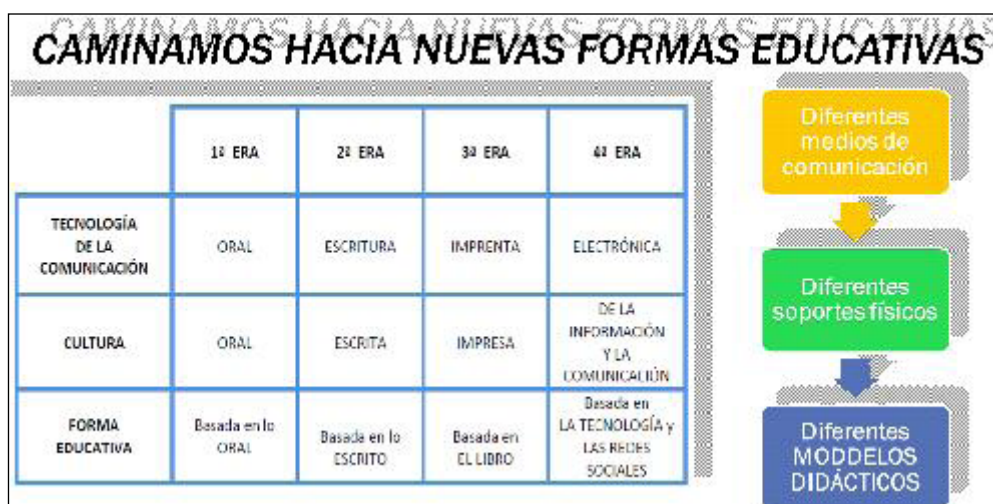 CAMINAMOS HACIA NUEVAS FORMAS EDUCATIVAS
1ª ERA
2ª ERA
3ª ERA
4ª ERA
TECNOLOGÍA
DE LA
COMUNICACIÓN
ORAL
ESCRITURA
IMPRENTA
ELECTRÓNICA
CULTURA
ORAL
ESCRITA
IMPRESA
DE LA
INFORMACIÓN
Y LA
COMUNICACIÓN
FORMA
EDUCATIVA
Basada en lo
ORAL
Basada en lo
ESCRITO
Basada en
EL LIBRO
Basada en
LA TECNOLOGÍA y
LAS REDES
SOCIALES
Diferentes
medios de
comunicación
Diferentes
soportes físicos
Diferentes
MODDELOS
DIDÁCTICOS